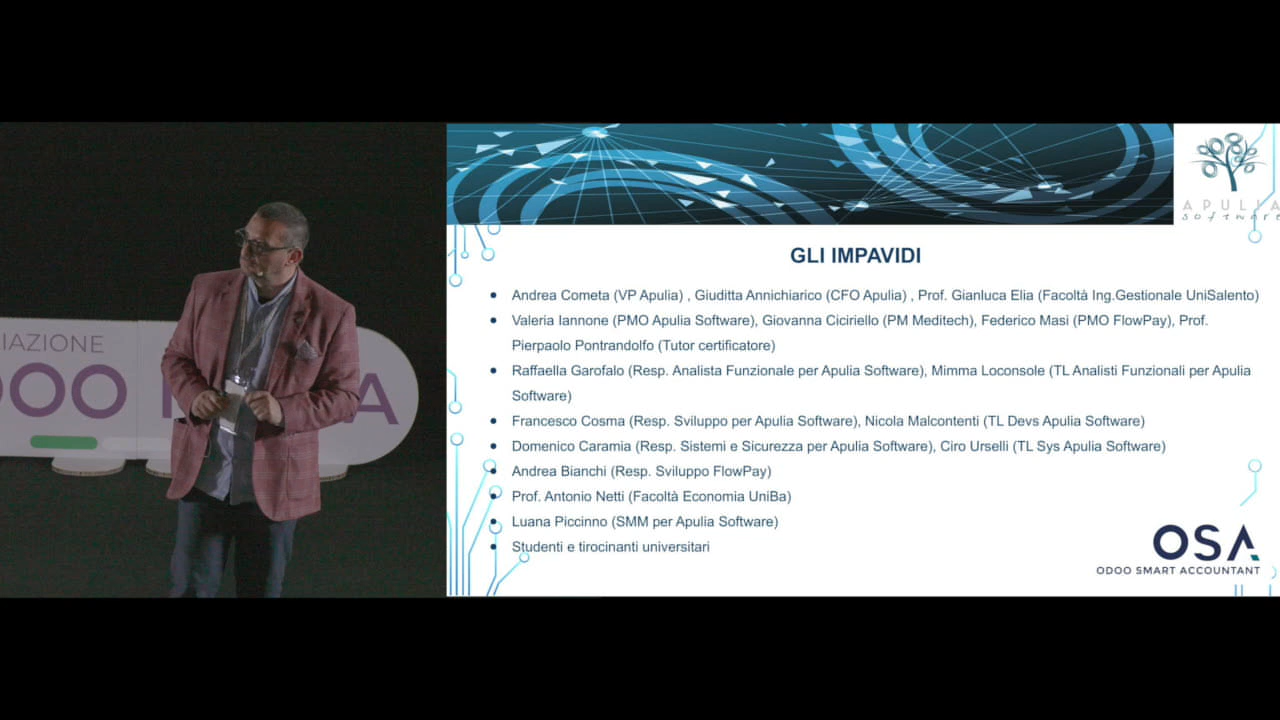 IAZIONE
OO
A
APULIA
software
GLI IMPAVIDI
Andrea Cometa (VP Apulia) , Giuditta Annichiarico (CFO Apulia) , Prof. Gianluca Elia (Facoltà Ing.Gestionale UniSalento)
Valeria Iannone (PMO Apulia Software), Giovanna Ciciriello (PM Meditech), Federico Masi (PMO FlowPay), Prof.
Pierpaolo Pontrandolfo (Tutor certificatore)
Raffaella Garofalo (Resp. Analista Funzionale per Apulia Software), Mimma Loconsole (TL Analisti Funzionali per Apulia
Software)
Francesco Cosma (Resp. Sviluppo per Apulia Software), Nicola Malcontenti (TL Devs Apulia Software)
Domenico Caramia (Resp. Sistemi e Sicurezza per Apulia Software), Ciro Urselli (TL Sys Apulia Software)
Andrea Bianchi (Resp. Sviluppo FlowPay)
Prof. Antonio Netti (Facoltà Economia UniBa)
Luana Piccinno (SMM per Apulia Software)
Studenti e tirocinanti universitari
OSA
ODOO SMART ACCOUNTANT